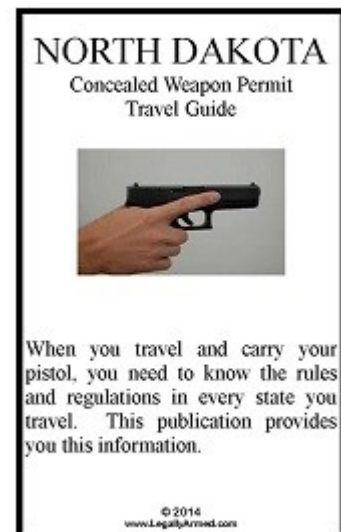 NORTH DAKOTA
Concealed Weapon Permit
Travel Guide
When you travel and carry your
pistol, you need to know the rules
and regulations in every state you
travel. This publication provides
you this information.
© 2014
www.LegallyArmed.com